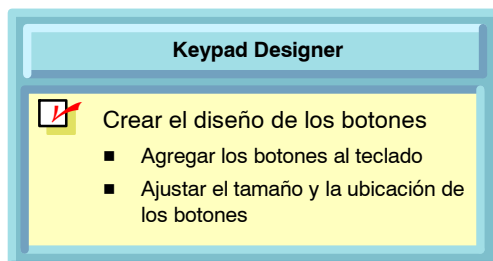 Keypad Designer
Crear el diseño de los botones
■ Agregar los botones al teclado
■ Ajustar el tamaño y la ubicación de
los botones